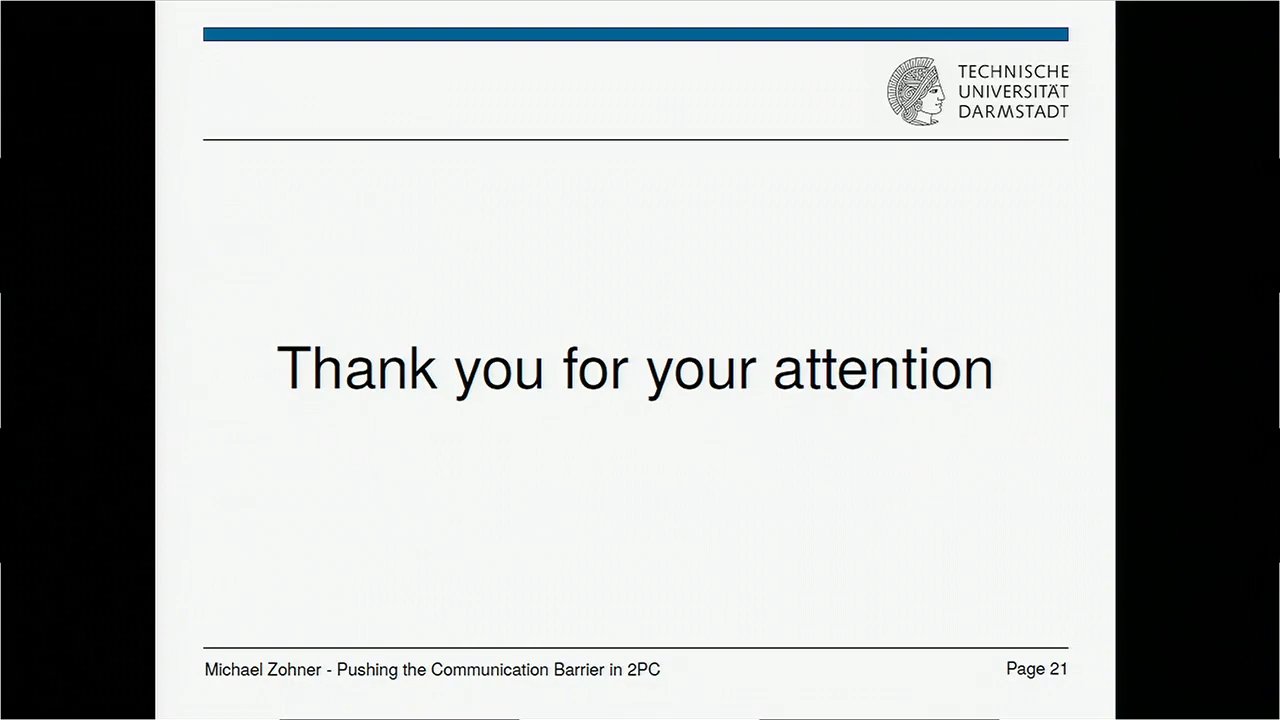 TECHNISCHE
UNIVERSITÄT
DARMSTADT
Thank you for your attention
Michael Zohner - Pushing the Communication Barrier in 2PC
Page 21